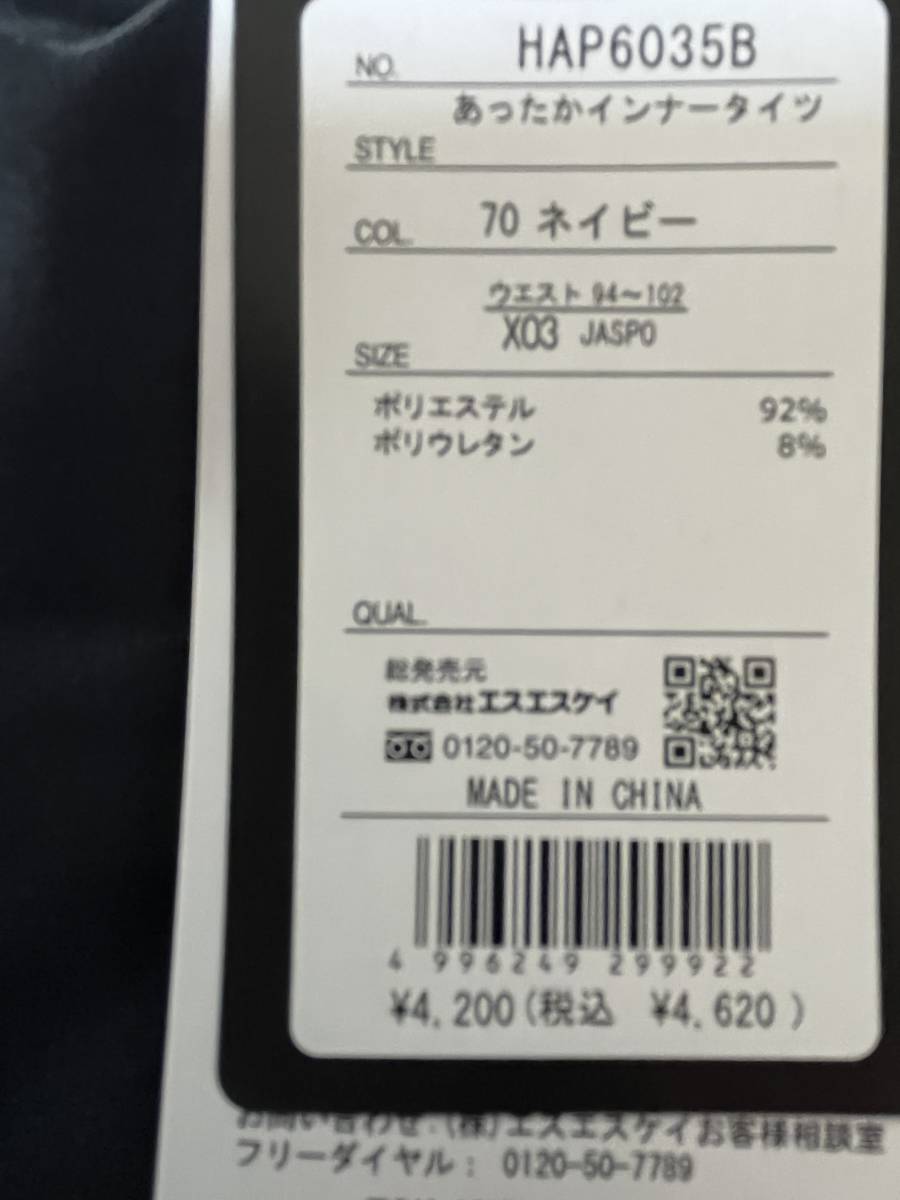 NO. HAP6035B
あったかインナータイツ
STYLE
COL. 70 ネイビー
ウエスト 94～102
SIZE X03 JASPO
ポリエステル 92%
ポリウレタン 8%
QUAL.
総発売元
株式会社エスエスケイ
0120-50-7789
MADE IN CHINA
4 996249 299922
¥4,200(税込 ¥4,620 )
お問い合わせ:(株)エスエスケイお客様相談室
フリーダイヤル: 0120-50-7789